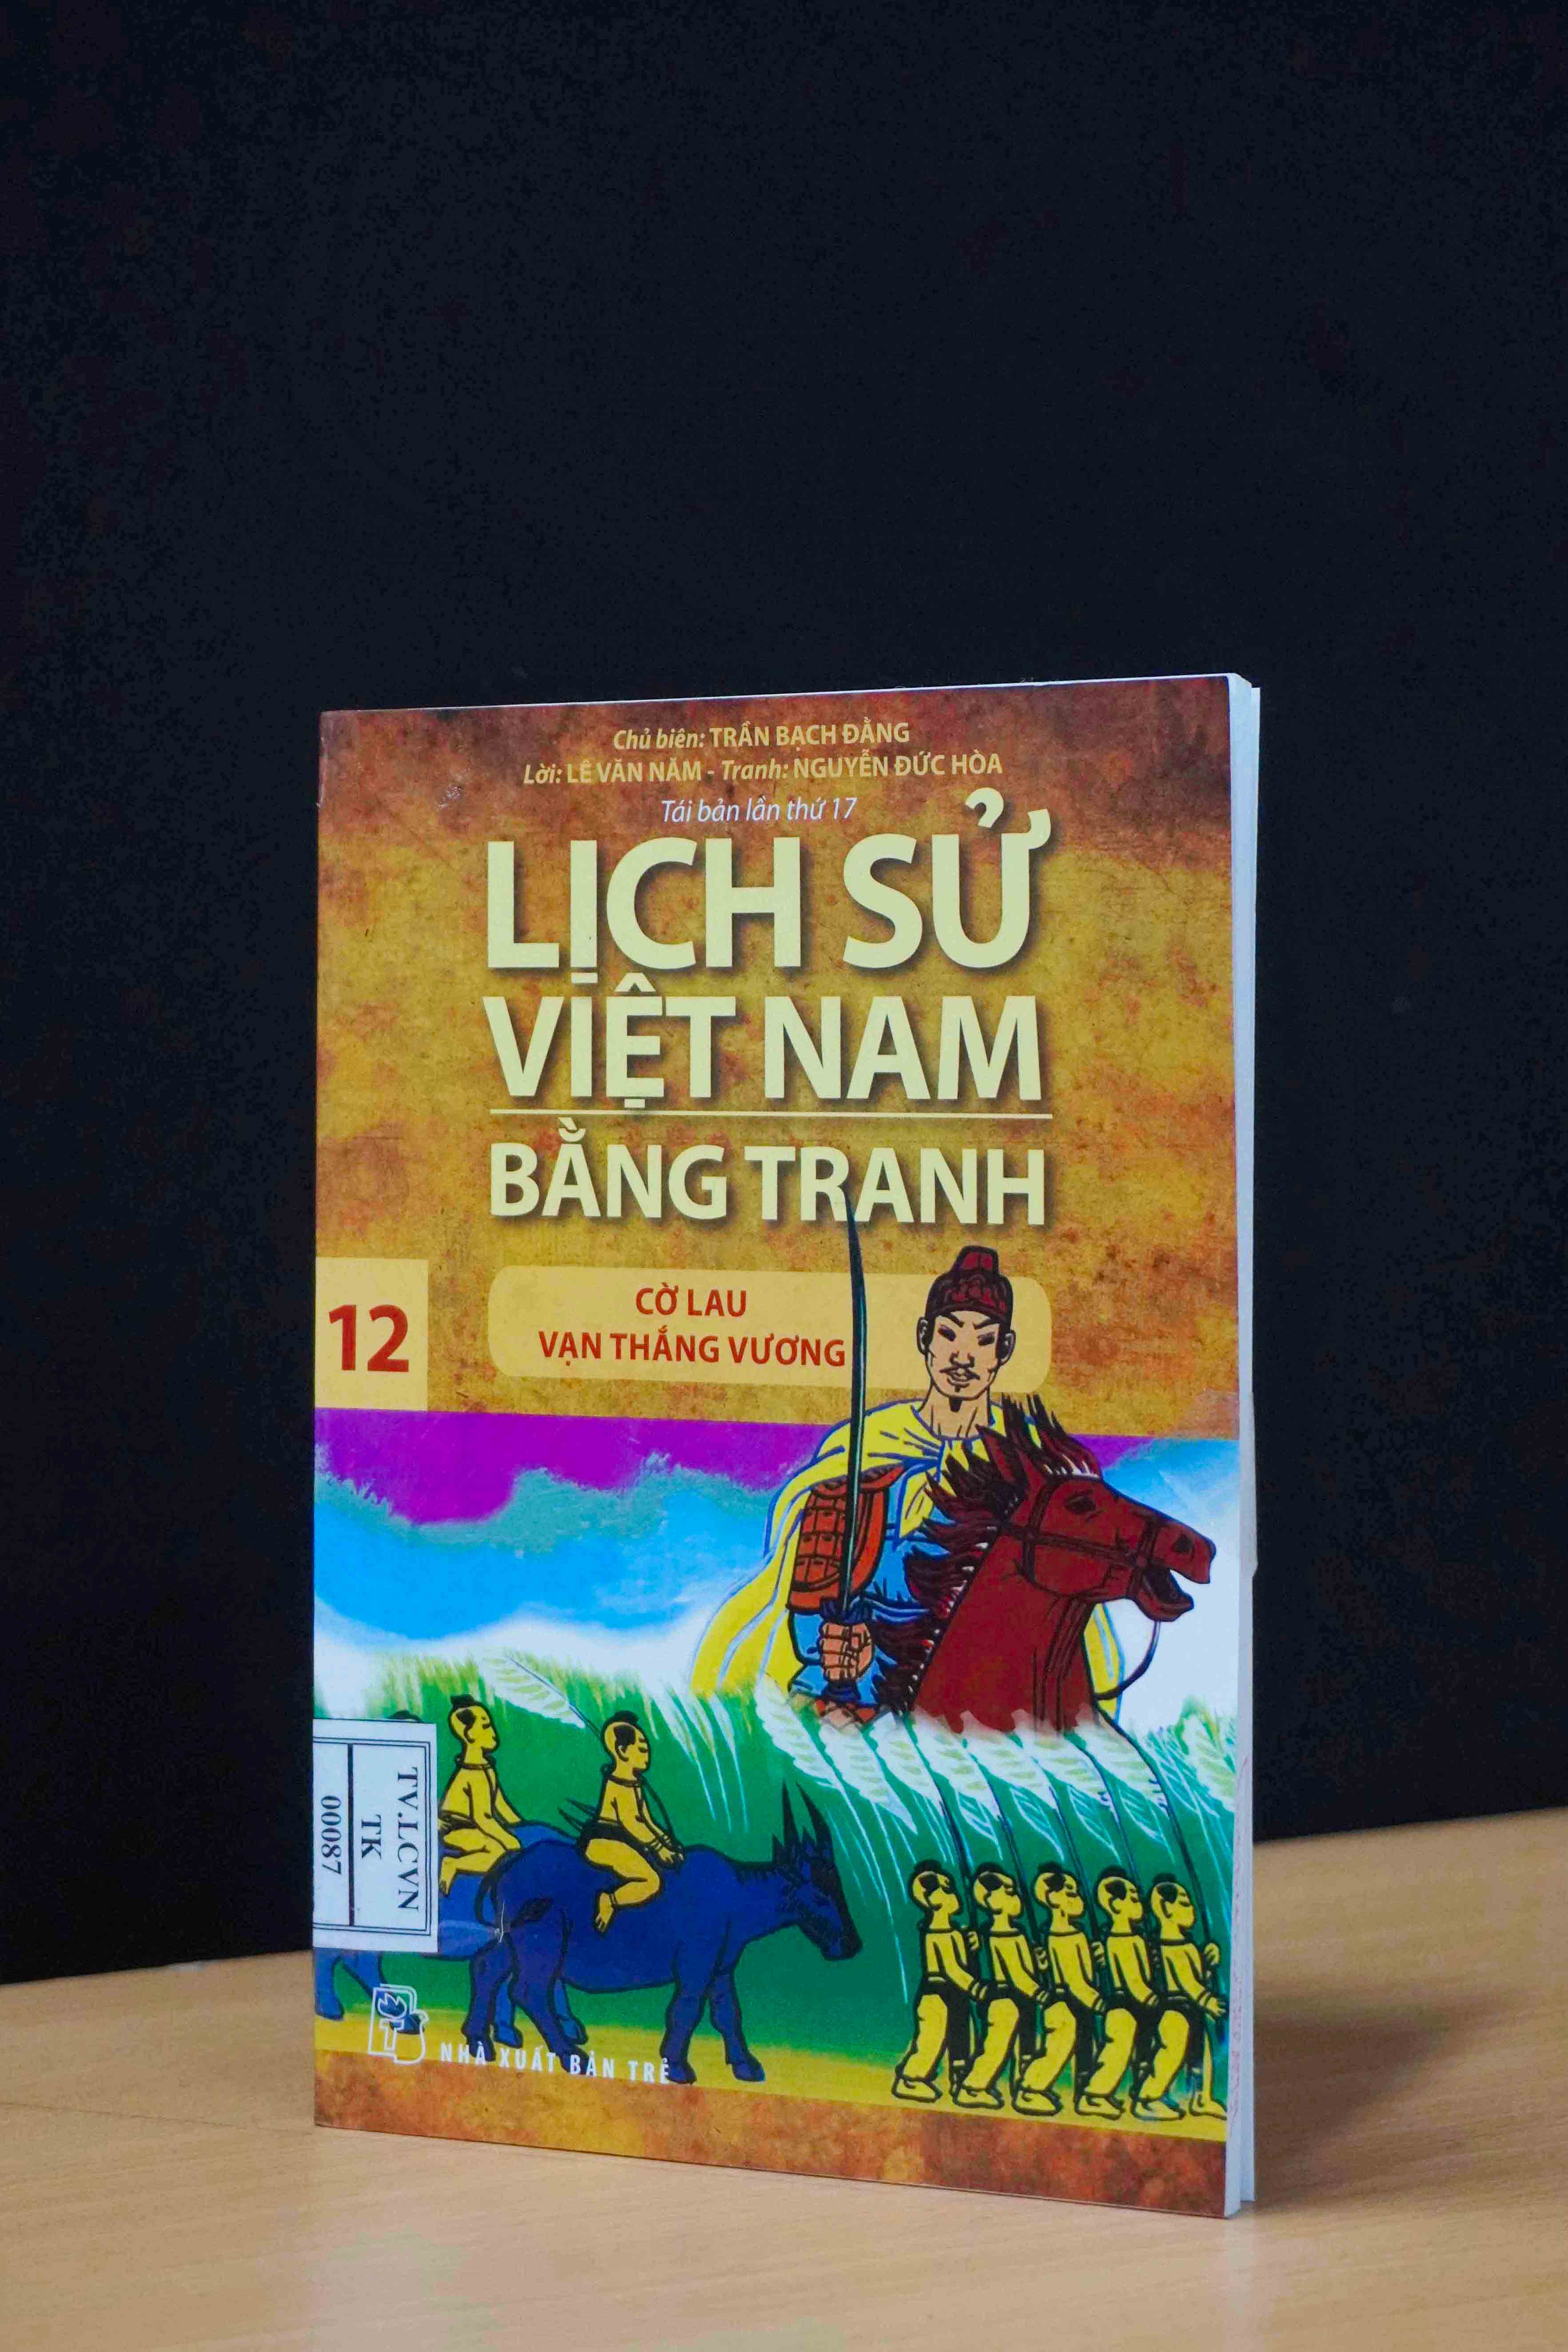 Chủ biên: TRẦN BẠCH ĐẰNG
Lời: LÊ VĂN NĂM - Tranh: NGUYỄN ĐỨC HÒA
Tái bản lần thứ 17
LỊCH SỬ
VIỆT NAM
BẰNG TRANH
12
CỜ LAU
VẠN THẮNG VƯƠNG
TV.LCVN
TK
00087
NHÀ XUẤT BẢN TRẺ